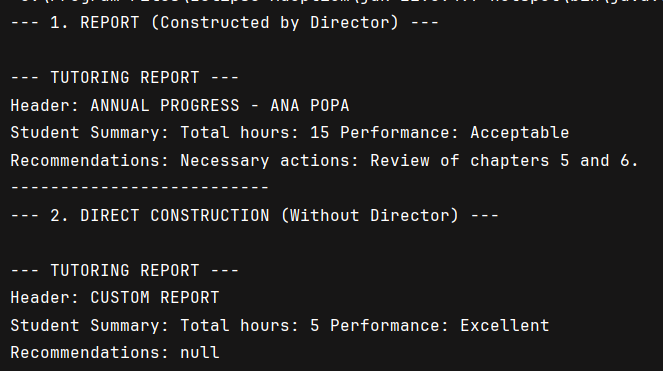 --- 1. REPORT (Constructed by Director) ---
--- TUTORING REPORT ---
Header: ANNUAL PROGRESS - ANA POPA
Student Summary: Total hours: 15 Performance: Acceptable
Recommendations: Necessary actions: Review of chapters 5 and 6.
--------------------------
--- 2. DIRECT CONSTRUCTION (Without Director) ---
--- TUTORING REPORT ---
Header: CUSTOM REPORT
Student Summary: Total hours: 5 Performance: Excellent
Recommendations: null